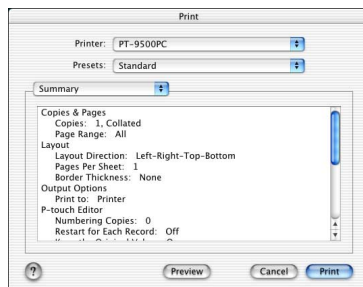 Print
Printer: PT-9500PC
Presets: Standard
Summary
Copies & Pages
Copies: 1, Collated
Page Range: All
Layout
Layout Direction: Left-Right-Top-Bottom
Pages Per Sheet: 1
Border Thickness: None
Output Options
Print to: Printer
P-touch Editor
Numbering Copies: 0
Restart for Each Record: Off
? Preview Cancel Print